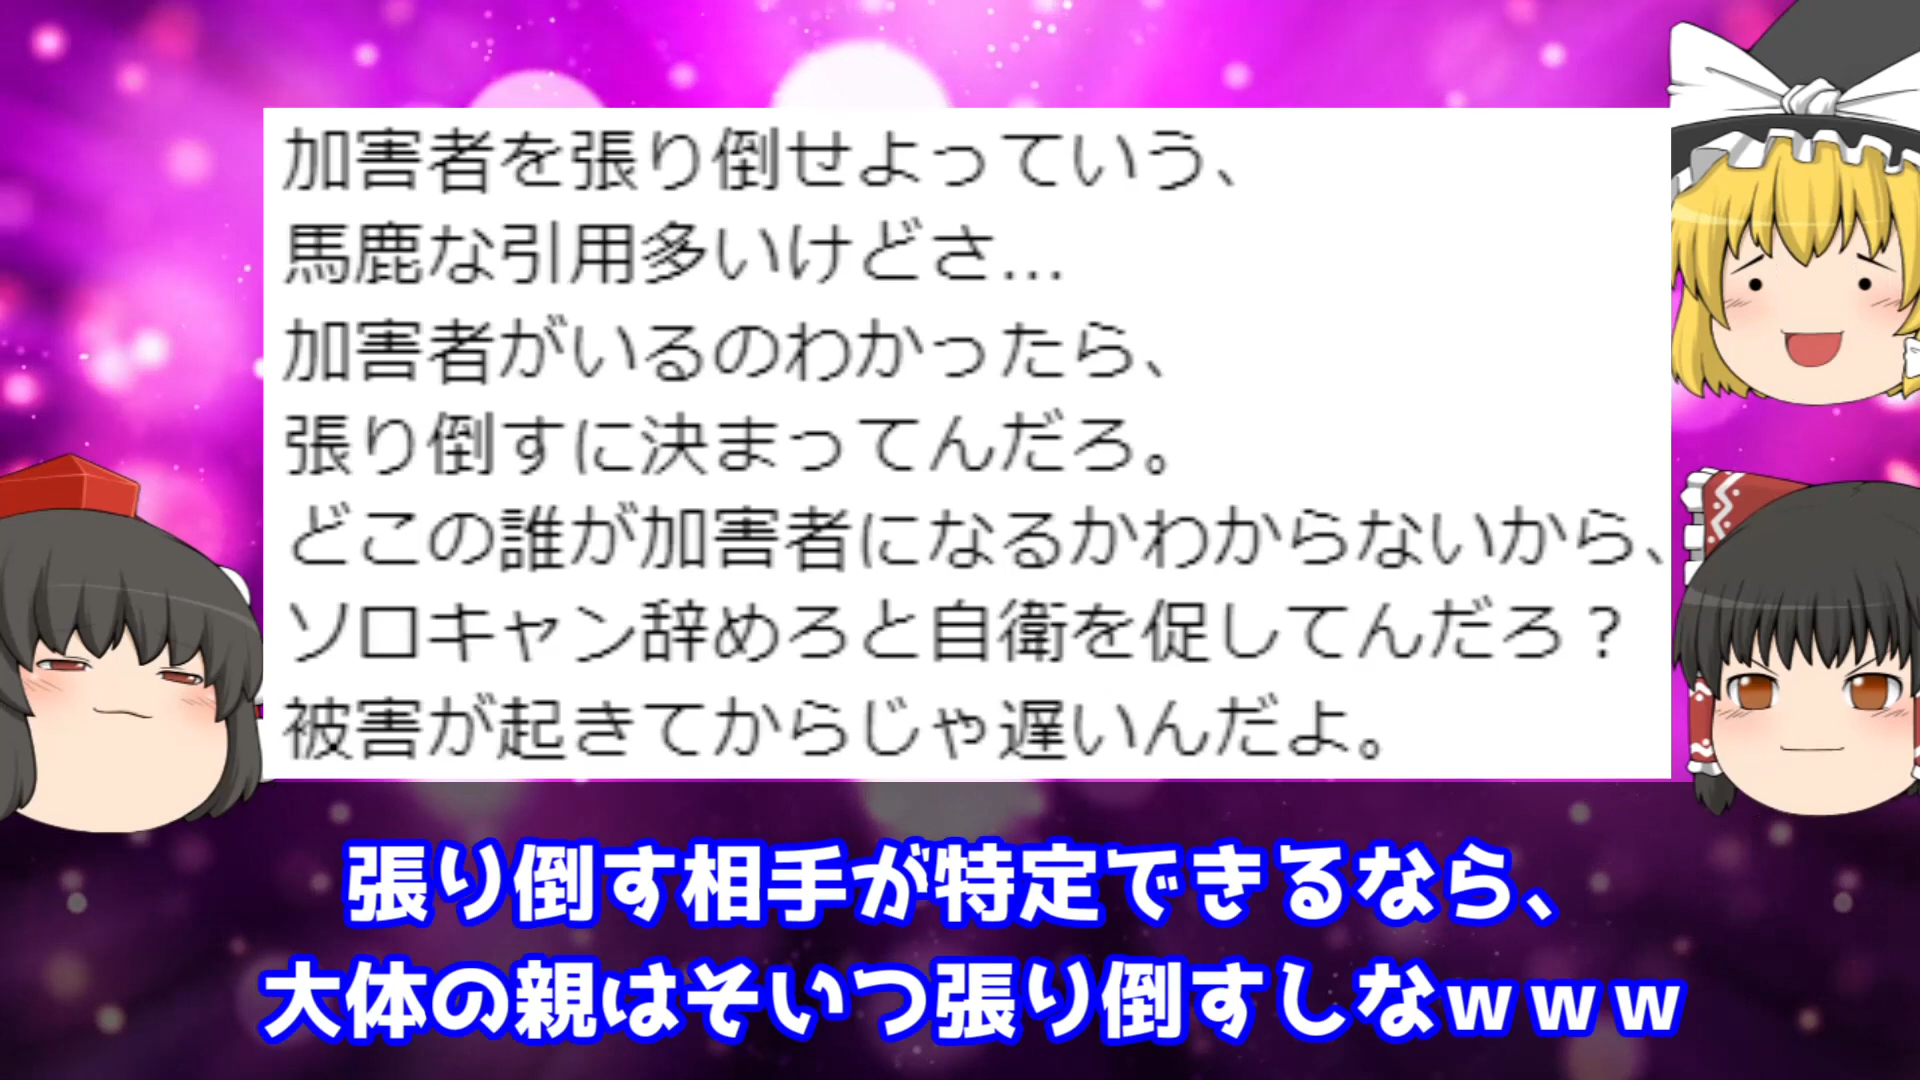 加害者を張り倒せよっていう、
馬鹿な引用多いけどさ…
加害者がいるのわかったら、
張り倒すに決まってんだろ。
どこの誰が加害者になるかわからないから、
ソロキャン辞めろと自衛を促してんだろ？
被害が起きてからじゃ遅いんだよ。
張り倒す相手が特定できるなら、
大体の親はそいつ張り倒すしなｗｗｗ